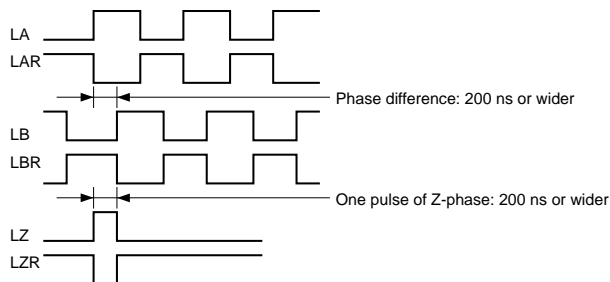 LA
LAR
Phase difference: 200 ns or wider
LB
LBR
One pulse of Z-phase: 200 ns or wider
LZ
LZR